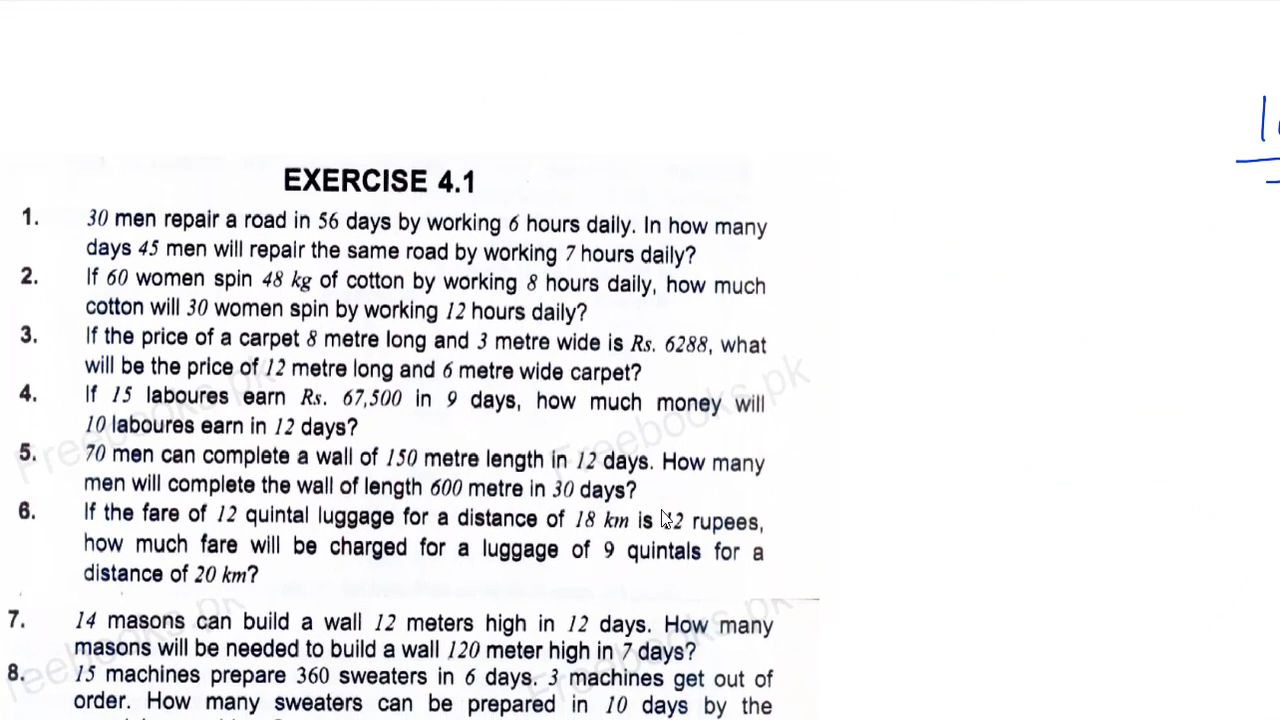 EXERCISE 4.1
1. 30 men repair a road in 56 days by working 6 hours daily. In how many
days 45 men will repair the same road by working 7 hours daily?
2. If 60 women spin 48 kg of cotton by working 8 hours daily, how much
cotton will 30 women spin by working 12 hours daily?
3. If the price of a carpet 8 metre long and 3 metre wide is Rs. 6288, what
will be the price of 12 metre long and 6 metre wide carpet?
4. If 15 laboures earn Rs. 67,500 in 9 days, how much money will
10 laboures earn in 12 days?
5. 70 men can complete a wall of 150 metre length in 12 days. How many
men will complete the wall of length 600 metre in 30 days?
6. If the fare of 12 quintal luggage for a distance of 18 km is rupees,
how much fare will be charged for a luggage of 9 quintals for a
distance of 20 km?
7. 14 masons can build a wall 12 meters high in 12 days. How many
masons will be needed to build a wall 120 meter high in 7 days?
8. 15 machines prepare 360 sweaters in 6 days. 3 machines get out of
order. How many sweaters can be prepared in 10 days by the
Freebooks.pk
Freebooks.pk